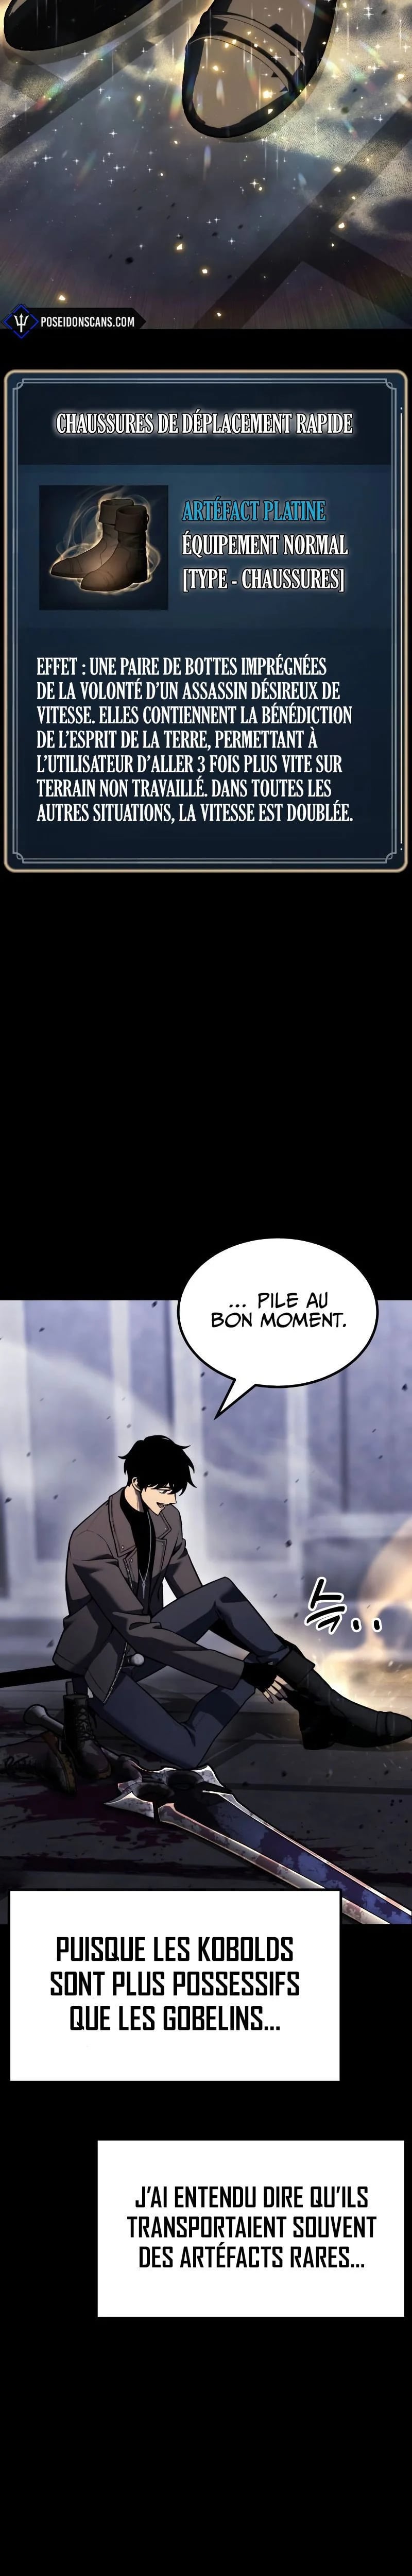 POSEIDONSCANS.COM
CHAUSSURES DE DÉPLACEMENT RAPIDE
ARTÉFACT PLATINE
ÉQUIPEMENT NORMAL
[TYPE - CHAUSSURES]
EFFET : UNE PAIRE DE BOTTES IMPRÉGNÉES
DE LA VOLONTÉ D'UN ASSASSIN DÉSIREUX DE
VITESSE. ELLES CONTIENNENT LA BÉNÉDICTION
DE L'ESPRIT DE LA TERRE, PERMETTANT À
L'UTILISATEUR D'ALLER 3 FOIS PLUS VITE SUR
TERRAIN NON TRAVAILLÉ. DANS TOUTES LES
AUTRES SITUATIONS, LA VITESSE EST DOUBLÉE.
... PILE AU
BON MOMENT.
느..
PUISQUE LES KOBOLDS
SONT PLUS POSSESSIFS
QUE LES GOBELINS...
J'AI ENTENDU DIRE QU'ILS
TRANSPORTAIENT SOUVENT
DES ARTÉFACTS RARES...